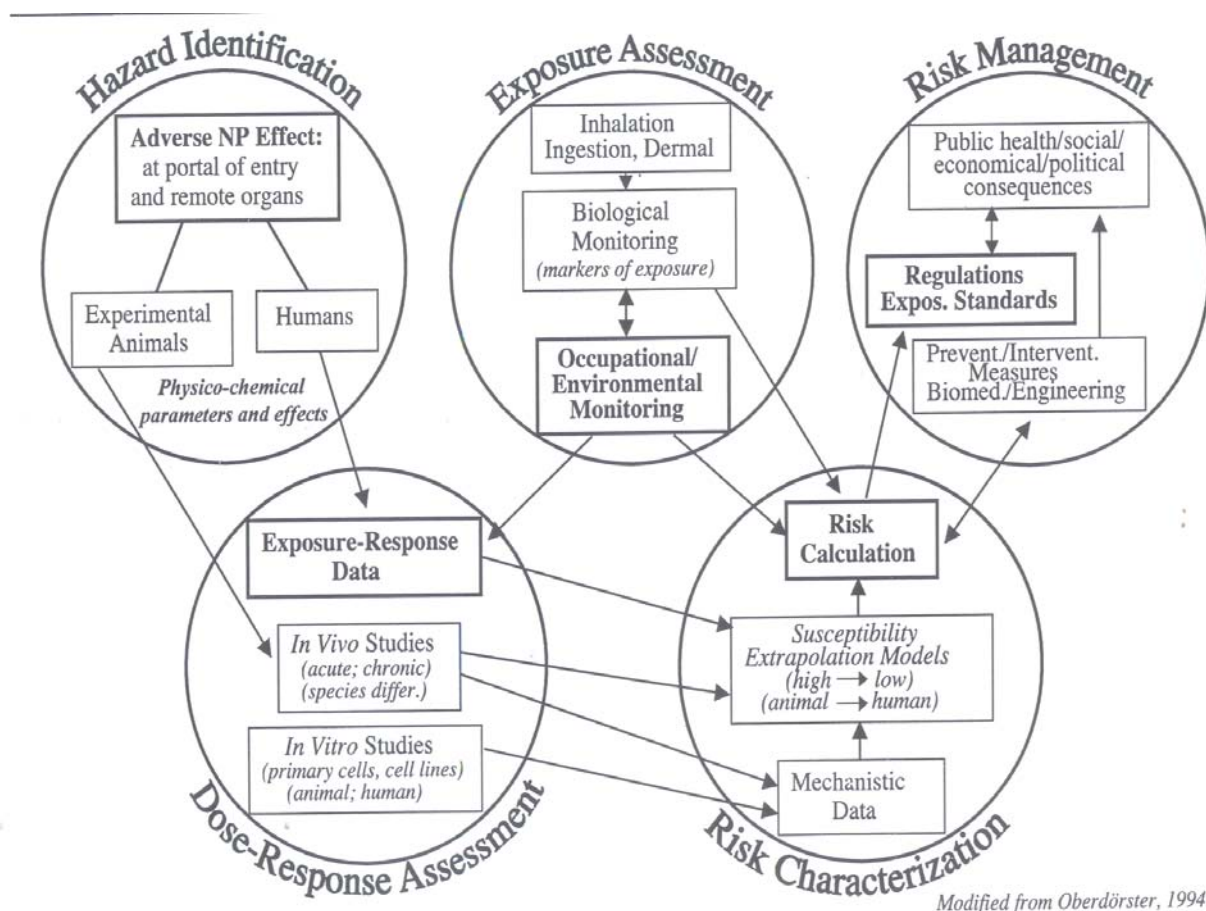 Hazard Identification
Adverse NP Effect:
at portal of entry
and remote organs
Experimental
Animals
Humans
Physico-chemical
parameters and effects
Exposure Assessment
Inhalation
Ingestion, Dermal
Biological
Monitoring
(markers of exposure)
Occupational/
Environmental
Monitoring
Risk Management
Public health/social/
economical/political
consequences
Regulations
Expos. Standards
Prevent./Intervent.
Measures
Biomed./Engineering
Exposure-Response
Data
In Vivo Studies
(acute; chronic)
(species differ.)
In Vitro Studies
(primary cells, cell lines)
(animal; human)
Dose-Response Assessment
Risk
Calculation
Susceptibility
Extrapolation Models
(high → low)
(animal → human)
Mechanistic
Data
Risk Characterization
Modified from Oberdörster, 1994